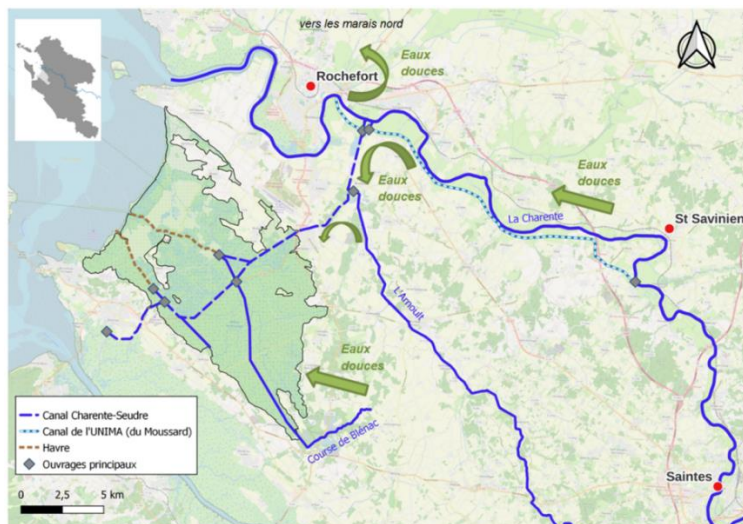 vers les marais nord
Rochefort
Eaux
douces
Eaux
douces
Eaux
douces
La Charente
St Savinien
L'Arnoult
Eaux
douces
Course de Blénac
Saintes
Canal Charente-Seudre
Canal de l'UNIMA (du Moussard)
Havre
Ouvrages principaux
0 2,5 5 km